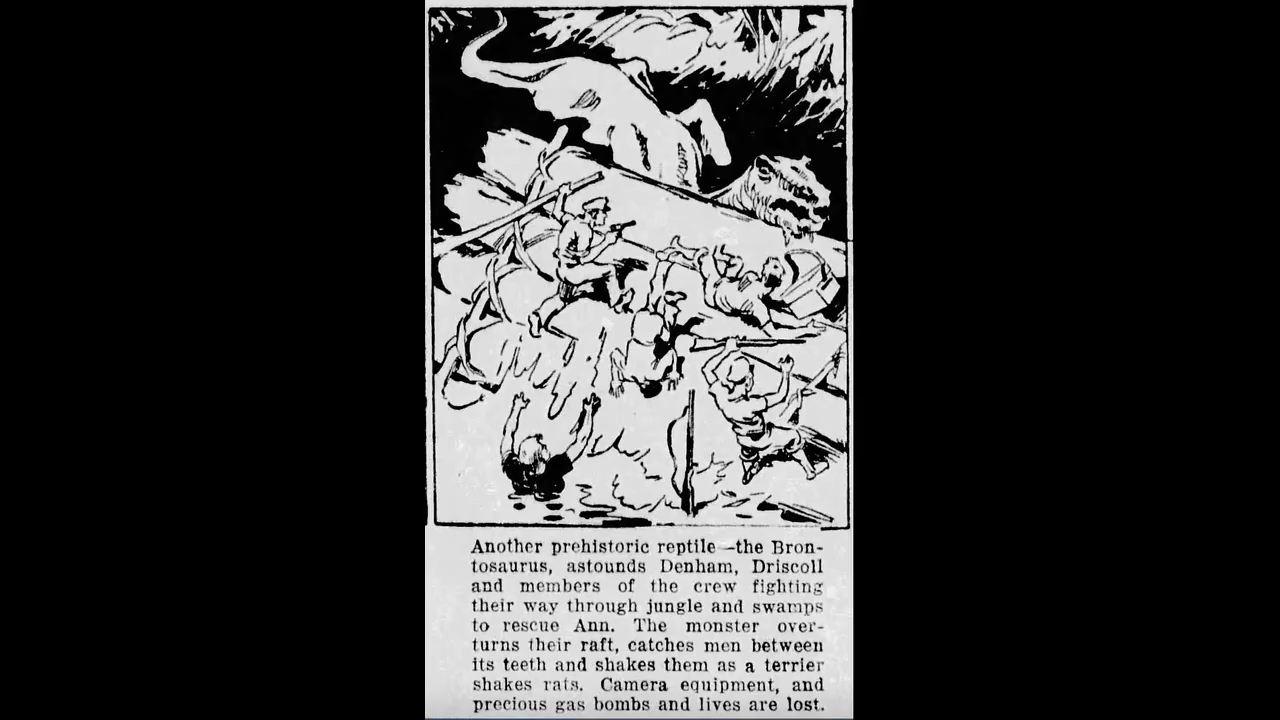 Another prehistoric reptile—the Bron-
tosaurus, astounds Denham, Driscoll
and members of the crew fighting
their way through jungle and swamps
to rescue Ann. The monster over-
turns their raft, catches men between
its teeth and shakes them as a terrier
shakes rats. Camera equipment, and
precious gas bombs and lives are lost.